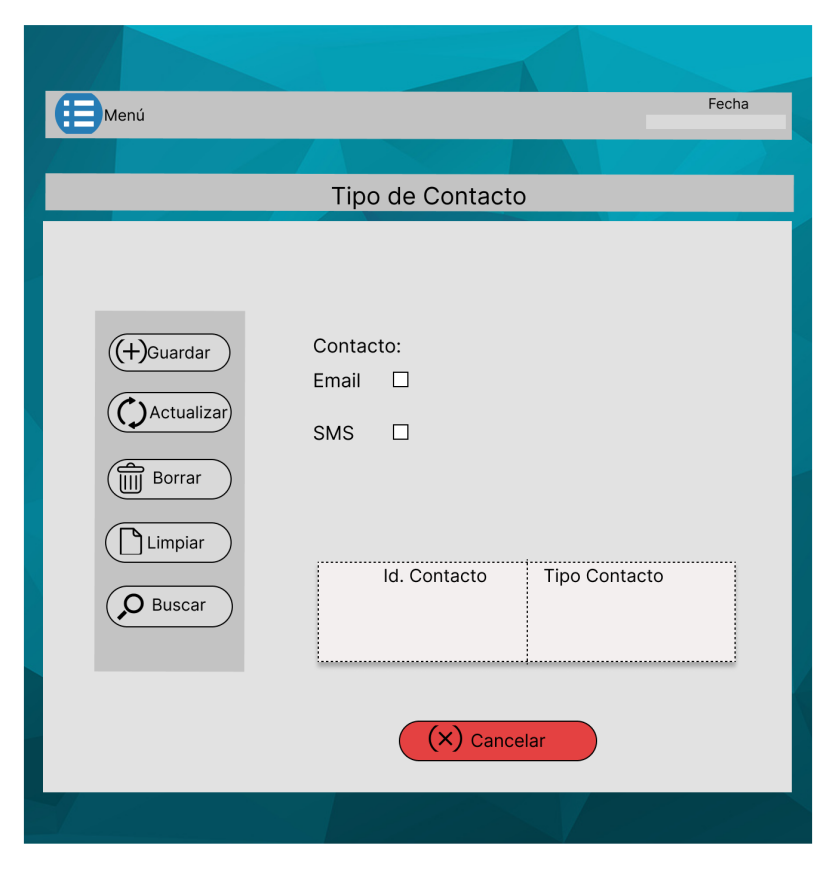 Menú
Fecha
Tipo de Contacto
Guardar
Actualizar
Borrar
Limpiar
Buscar
Contacto:
Email
SMS
Id. Contacto Tipo Contacto
Cancelar